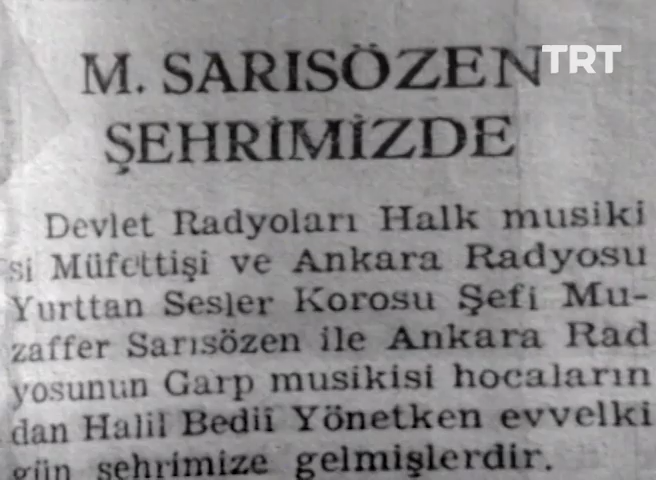 TRT
M. SARISÖZEN
ŞEHRİMİZDE
Devlet Radyoları Halk musiki
si Müfettişi ve Ankara Radyosu
Yurttan Sesler Korosu Şefi Mu-
zaffer Sarısözen ile Ankara Rad
yosunun Garp musikisi hocaların
dan Halil Bedii Yönetken evvelki
gün şehrimize gelmişlerdir.